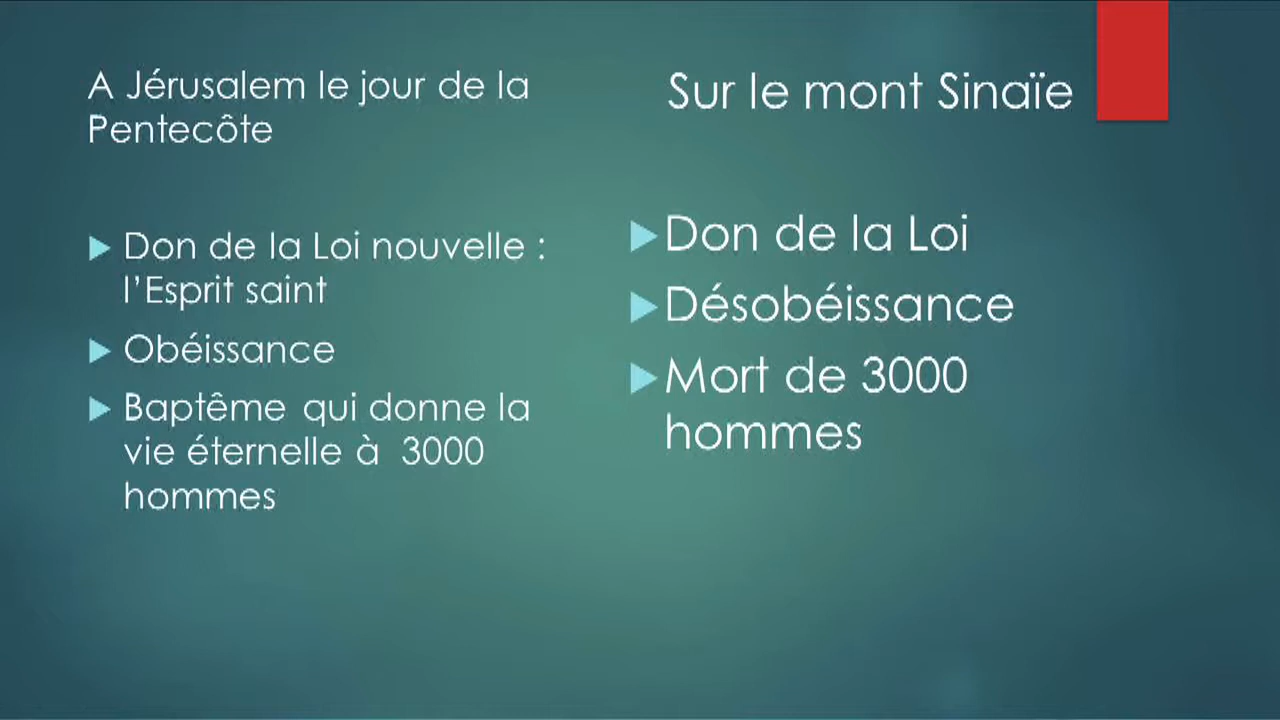 A Jérusalem le jour de la
Pentecôte
Don de la Loi nouvelle :
l’Esprit saint
Obéissance
Baptême qui donne la
vie éternelle à 3000
hommes
Sur le mont Sinaïe
Don de la Loi
Désobéissance
Mort de 3000
hommes